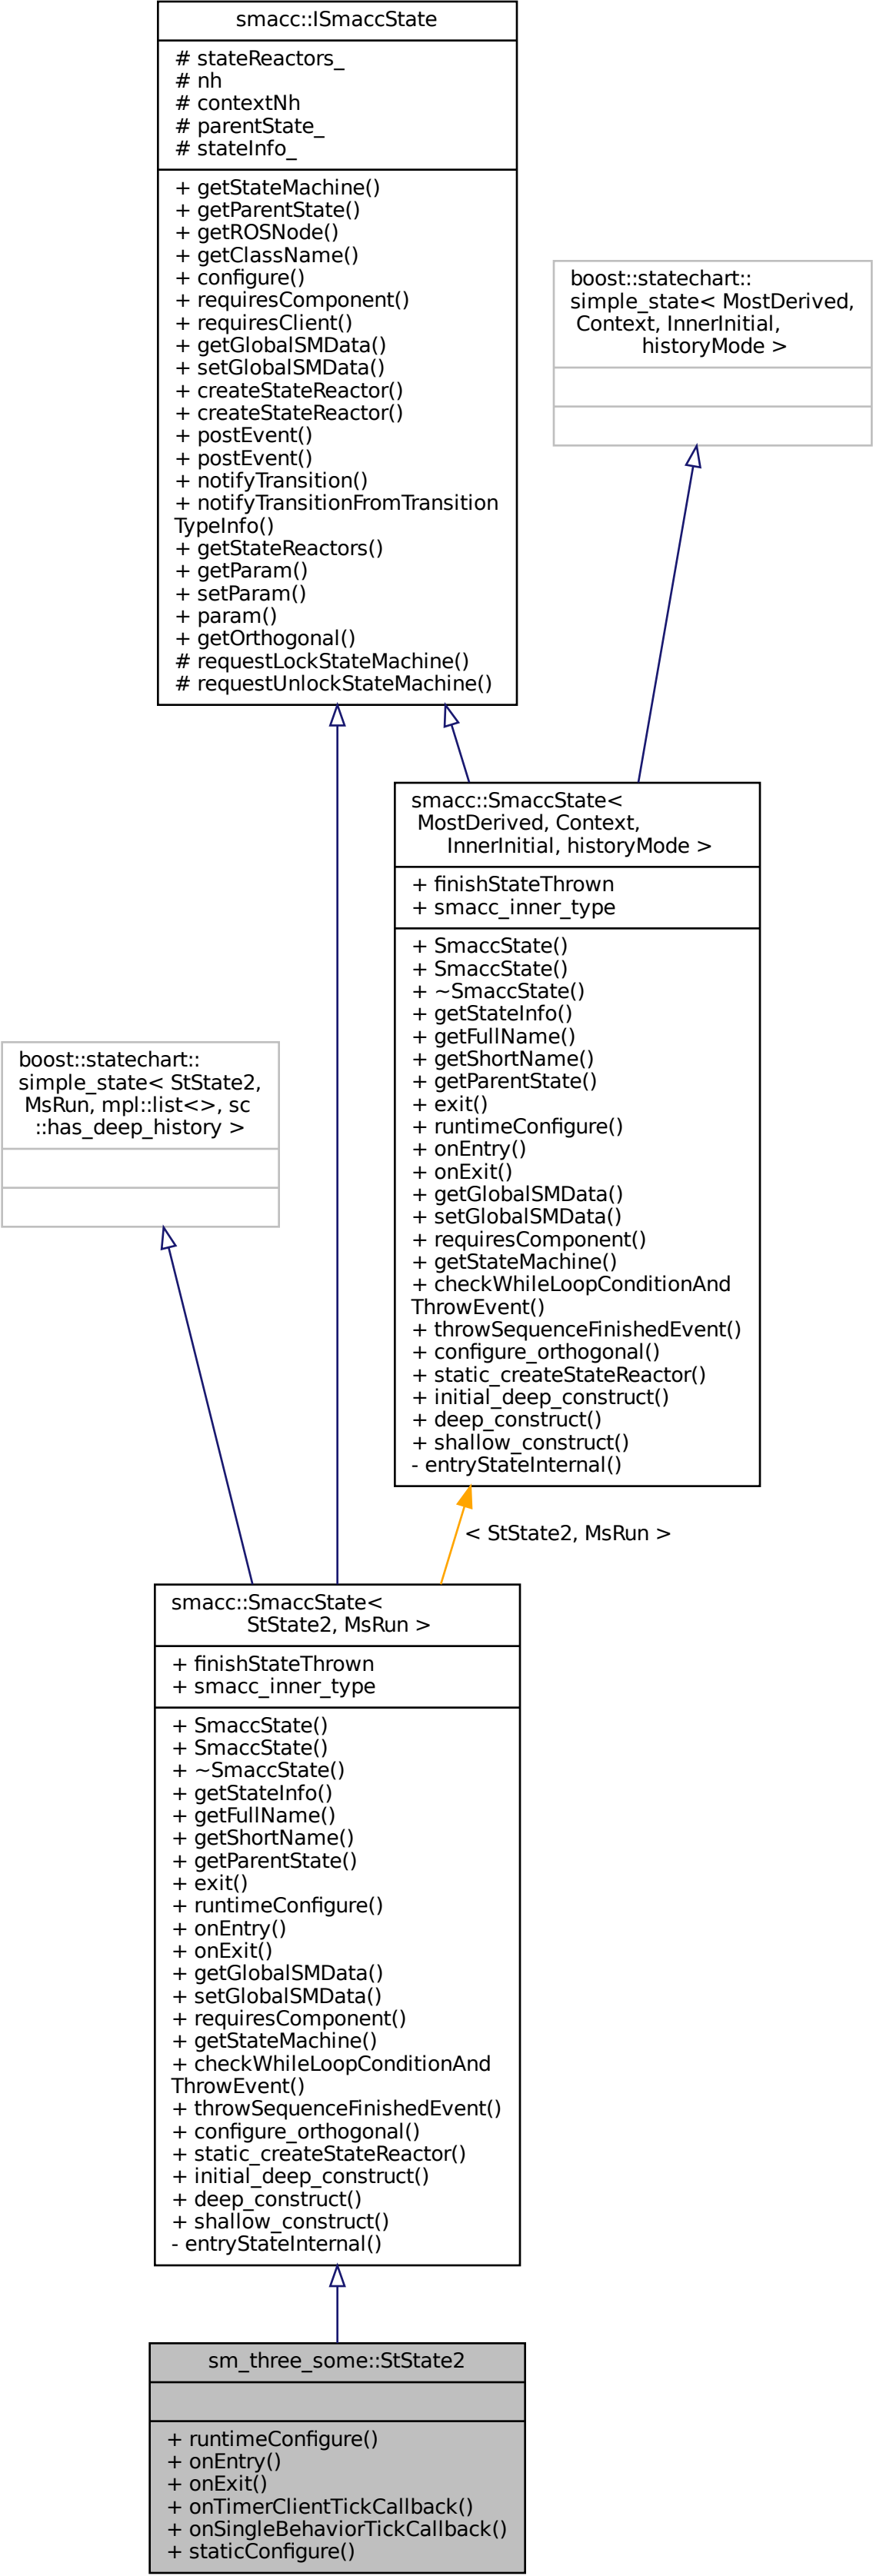 smacc::ISmaccState
# stateReactors_
# nh
# contextNh
# parentState_
# stateInfo_
+ getStateMachine()
+ getParentState()
+ getROSNode()
+ getClassName()
+ configure()
+ requiresComponent()
+ requiresClient()
+ getGlobalSMData()
+ setGlobalSMData()
+ createStateReactor()
+ createStateReactor()
+ postEvent()
+ postEvent()
+ notifyTransition()
+ notifyTransitionFromTransition
TypeInfo()
+ getStateReactors()
+ getParam()
+ setParam()
+ param()
+ getOrthogonal()
# requestLockStateMachine()
# requestUnlockStateMachine()
boost::statechart::
simple_state< MostDerived,
Context, InnerInitial,
historyMode >
smacc::SmaccState<
MostDerived, Context,
InnerInitial, historyMode >
+ finishStateThrown
+ smacc_inner_type
+ SmaccState()
+ SmaccState()
+ ~SmaccState()
+ getStateInfo()
+ getFullName()
+ getShortName()
+ getParentState()
+ exit()
+ runtimeConfigure()
+ onEntry()
+ onExit()
+ getGlobalSMData()
+ setGlobalSMData()
+ requiresComponent()
+ getStateMachine()
+ checkWhileLoopConditionAnd
ThrowEvent()
+ throwSequenceFinishedEvent()
+ configure_orthogonal()
+ static_createStateReactor()
+ initial_deep_construct()
+ deep_construct()
+ shallow_construct()
- entryStateInternal()
boost::statechart::
simple_state< StState2,
MsRun, mpl::list<>, sc
::has_deep_history >
< StState2, MsRun >
smacc::SmaccState<
StState2, MsRun >
+ finishStateThrown
+ smacc_inner_type
+ SmaccState()
+ SmaccState()
+ ~SmaccState()
+ getStateInfo()
+ getFullName()
+ getShortName()
+ getParentState()
+ exit()
+ runtimeConfigure()
+ onEntry()
+ onExit()
+ getGlobalSMData()
+ setGlobalSMData()
+ requiresComponent()
+ getStateMachine()
+ checkWhileLoopConditionAnd
ThrowEvent()
+ throwSequenceFinishedEvent()
+ configure_orthogonal()
+ static_createStateReactor()
+ initial_deep_construct()
+ deep_construct()
+ shallow_construct()
- entryStateInternal()
sm_three_some::StState2
+ runtimeConfigure()
+ onEntry()
+ onExit()
+ onTimerClientTickCallback()
+ onSingleBehaviorTickCallback()
+ staticConfigure()